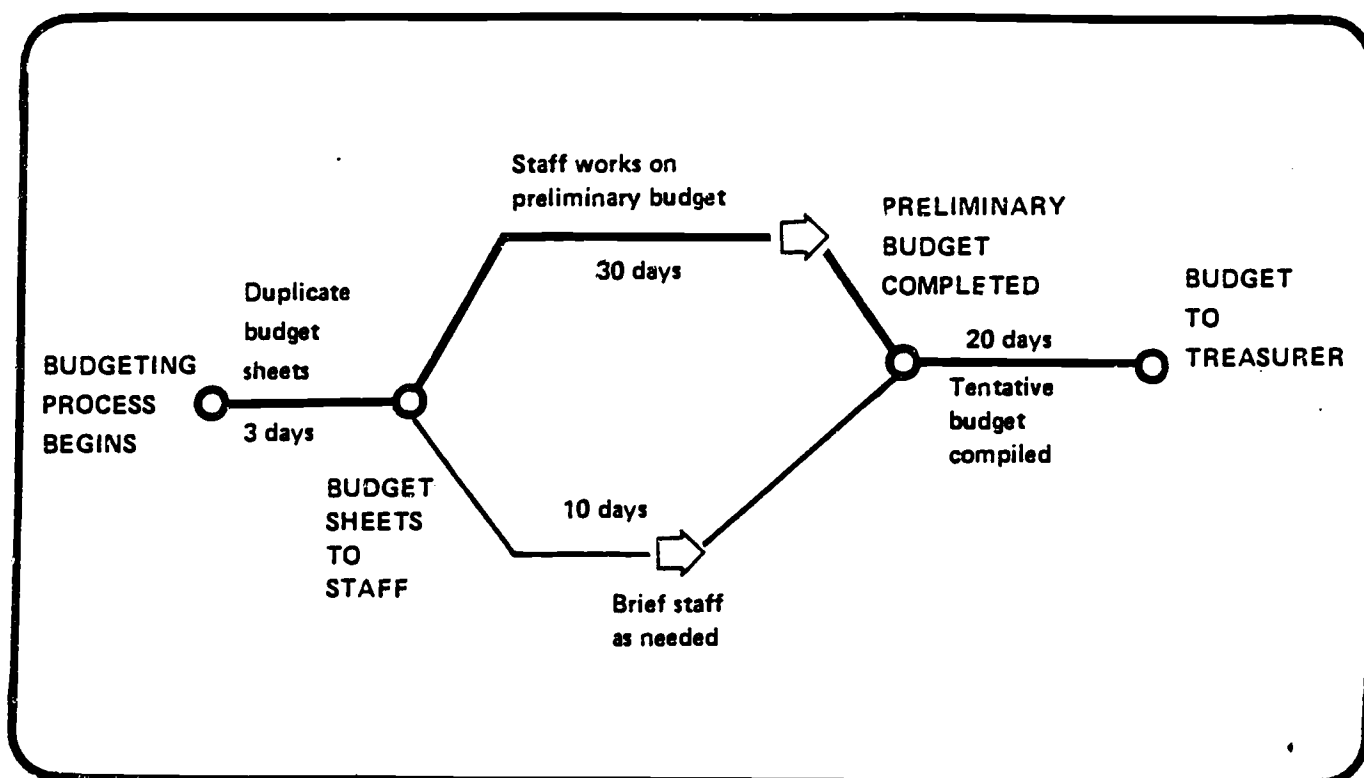 BUDGETING
PROCESS
BEGINS
Duplicate
budget
sheets
3 days
BUDGET
SHEETS
TO
STAFF
Staff works on
preliminary budget
30 days
10 days
Brief staff
as needed
PRELIMINARY
BUDGET
COMPLETED
20 days
Tentative
budget
compiled
BUDGET
TO
TREASURER